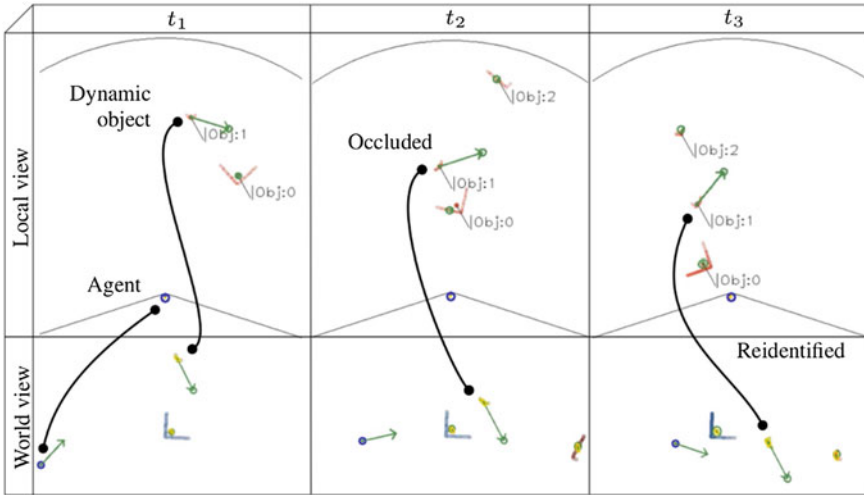 t1 t2 t3
Local view
Dynamic
object
Obj:1
Obj:0
Agent
Obj:2
Occluded
Obj:1
Obj:0
Obj:2
Obj:1
Obj:0
World view
Reidentified